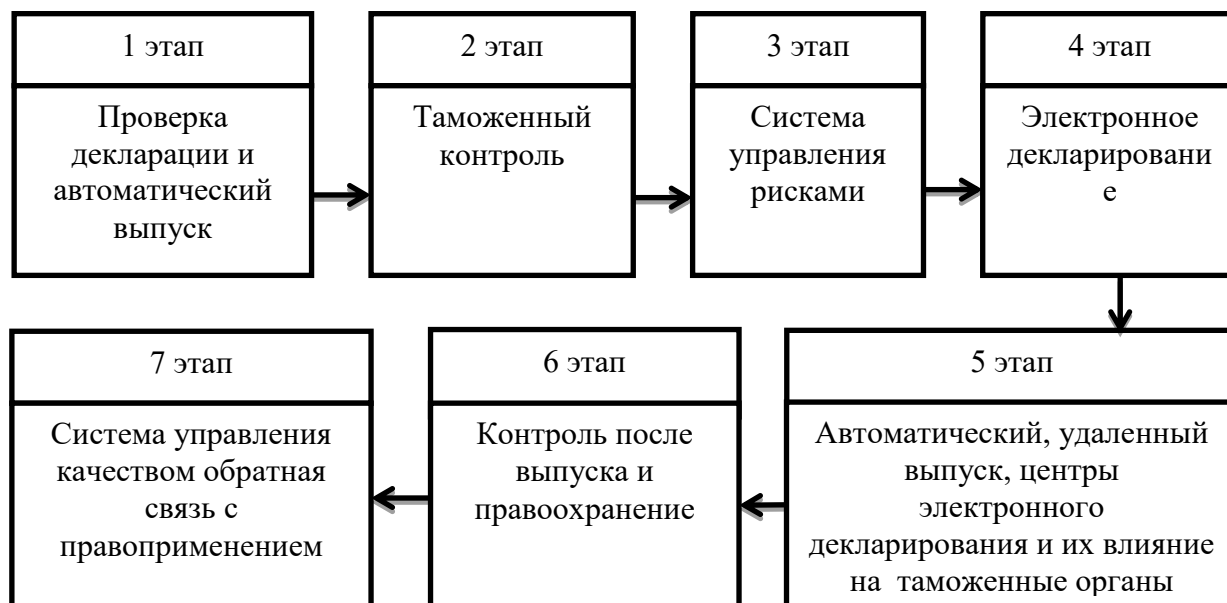 1 этап
Проверка
декларации и
автоматический
выпуск
2 этап
Таможенный
контроль
3 этап
Система
управления
рисками
4 этап
Электронное
декларировани
е
5 этап
Автоматический, удаленный
выпуск, центры
электронного
декларирования и их влияние
на таможенные органы
6 этап
Контроль после
выпуска и
правоохранение
7 этап
Система управления
качеством обратная
связь с
правоприменением